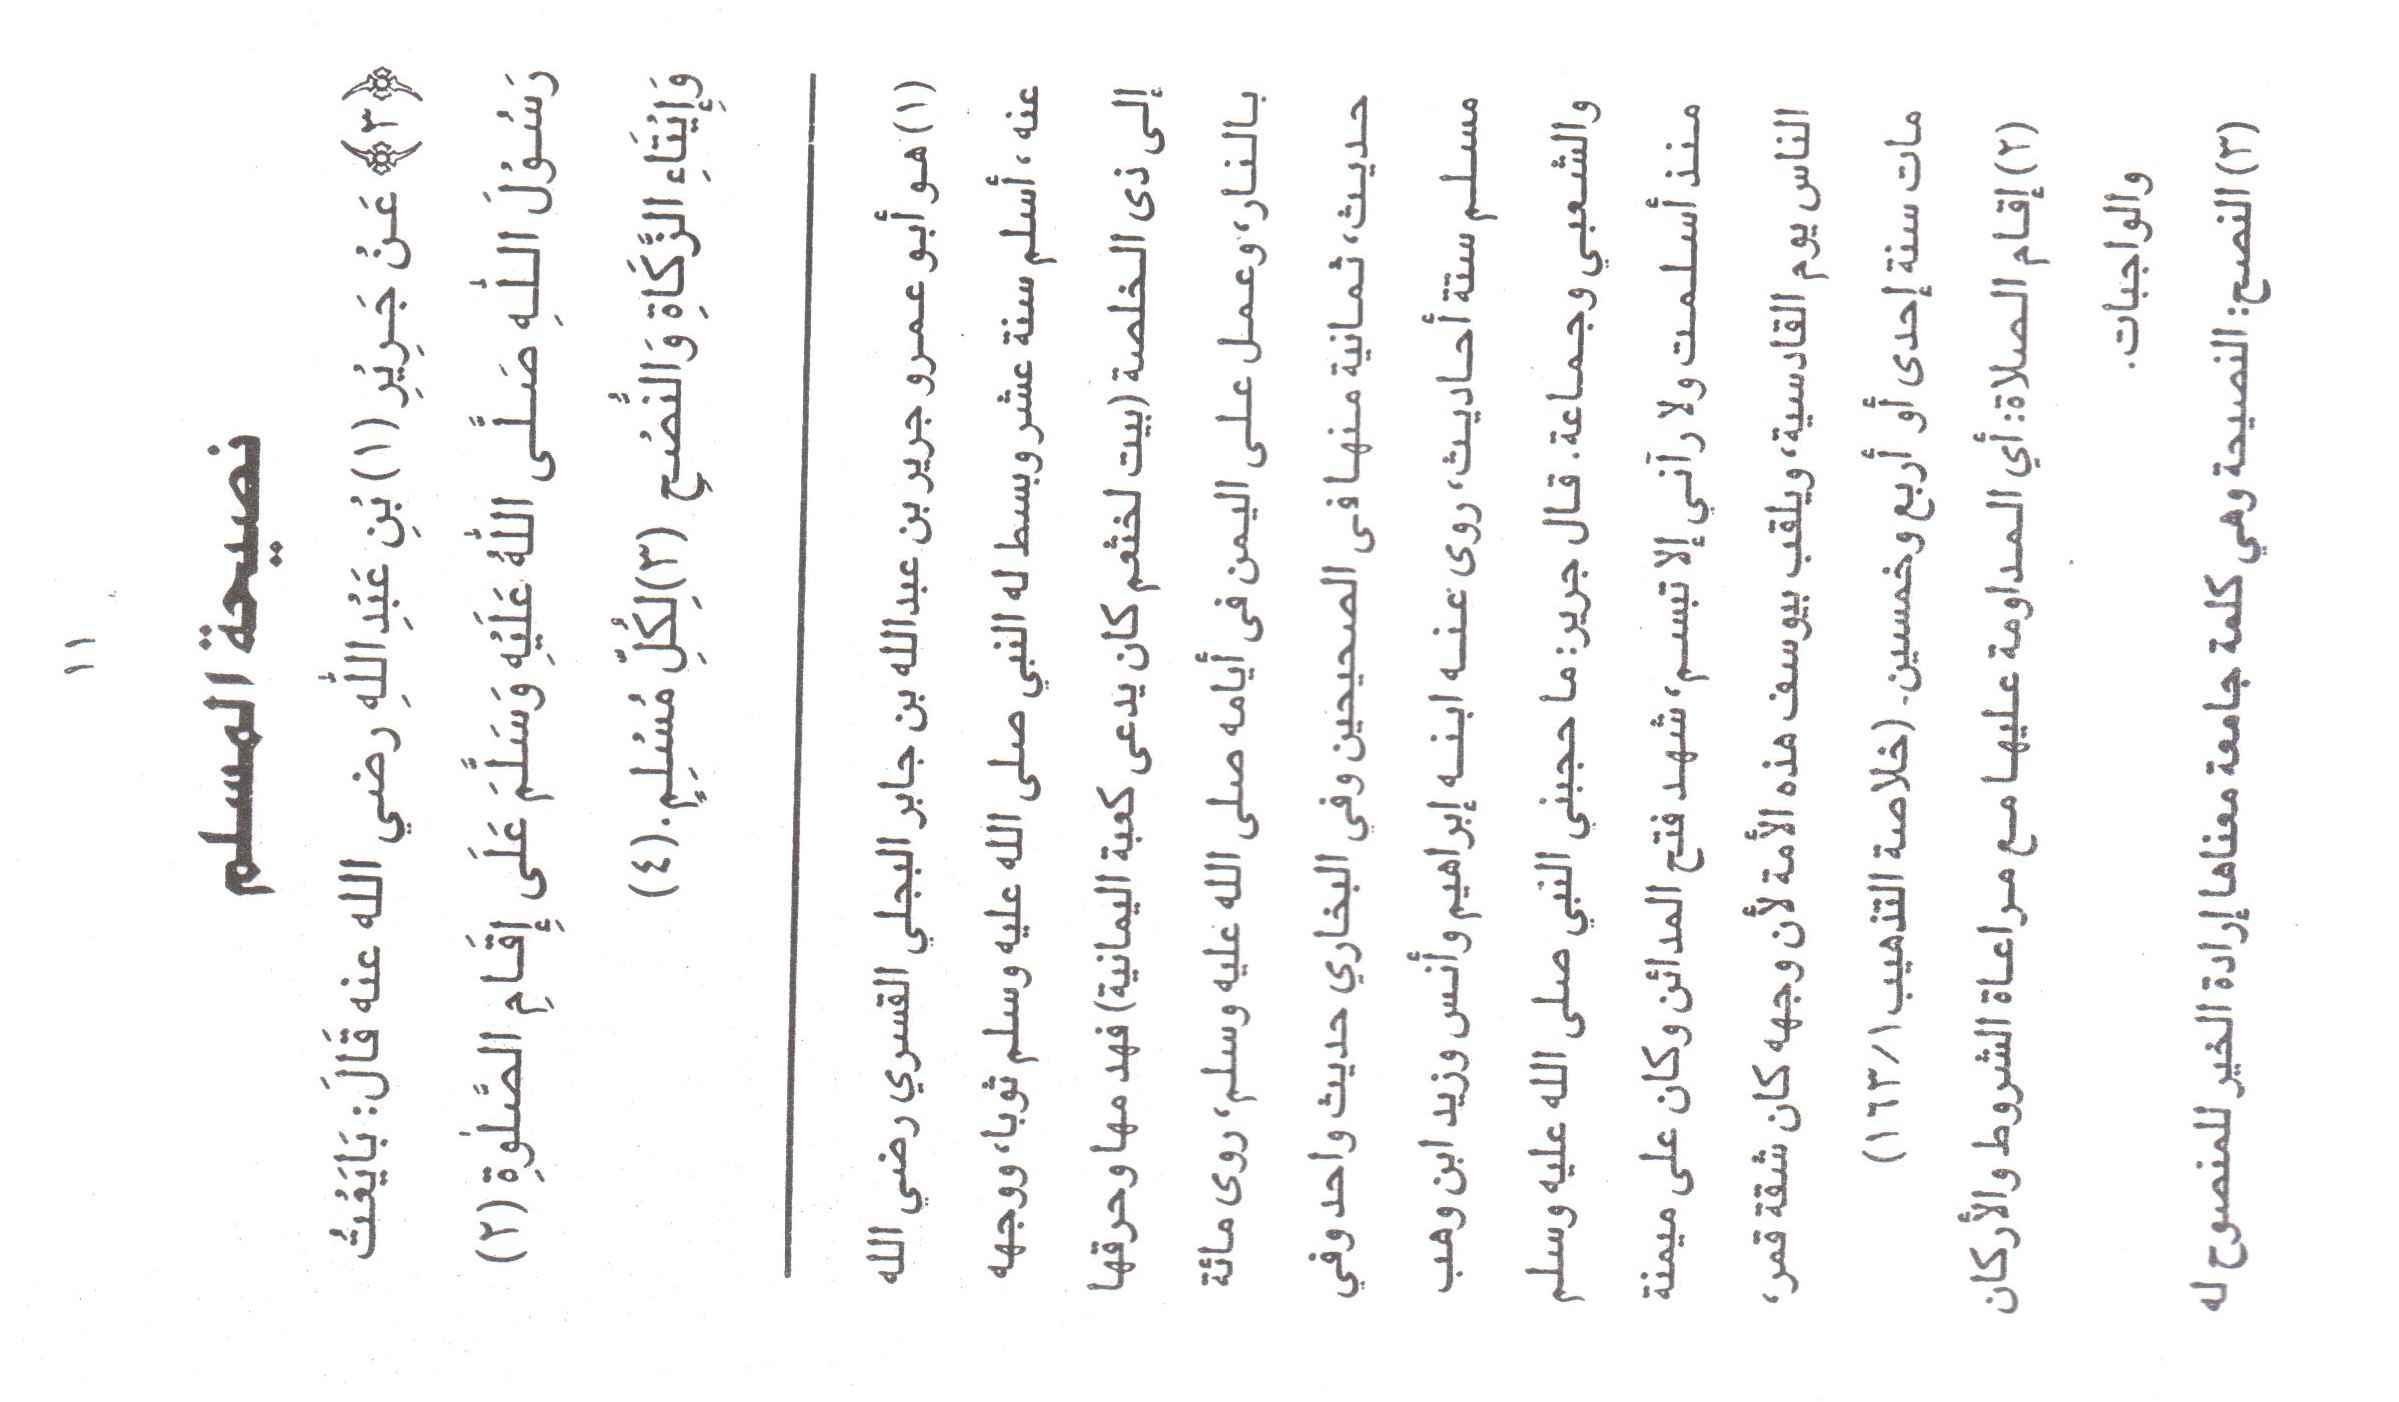 ١١
نصيحة المسلم
﴿٣﴾ عَنْ جَرِيْرِ (١) بْنِ عَبْدِاللّٰهِ رضي الله عنه قَالَ: بَايَعْتُ
رَسُوْلَ اللّٰهِ صَلَّى اللّٰهُ عَلَيْهِ وَسَلَّمَ عَلَى إِقَامِ الصَّلٰوةِ (٢)
وَإِيْتَاءِ الزَّكَاةِ وَالنُّصْحِ (٣)لِكُلِّ مُسْلِمٍ.(٤)
(١) هو أبو عمرو جرير بن عبدالله بن جابر البجلي القسري رضي الله
عنه ، أسلم سنة عشر وبسط له النبي صلى الله عليه وسلم ثوبا، ووجهه
إلى ذى الخلصة (بيت لخثعم كان يدعى كعبة اليمانية) فهد مها وحرقها
بالنار، وعمل على اليمن فى أيامه صلى الله عليه وسلم، روى مائة
حديث، ثمانية منها فى الصحيحين وفي البخاري حديث واحد وفي
مسلم ستة أحاديث، روى عنه ابنه إبراهيم وأنس وزيد ابن وهب
والشعبي وجماعة. قال جرير: ما حجبني النبي صلى الله عليه وسلم
منذ أسلمت ولا رآني إلا تبسم، شهد فتح المدائن وكان على ميمنة
الناس يوم القادسية، ويلقب بيوسف هذه الأمة لأن وجهه كان شقة قمر،
مات سنة إحدى أو أربع وخمسين۔ (خلاصة التذهيب١/١٦٣)
(٢) إقام الصلاة: أي المداومة عليها مع مراعاة الشروط والأركان
والواجبات.
(٣) النصح: النصيحة وهي كلمة جامعة معناها إرادة الخير للمنصوح له